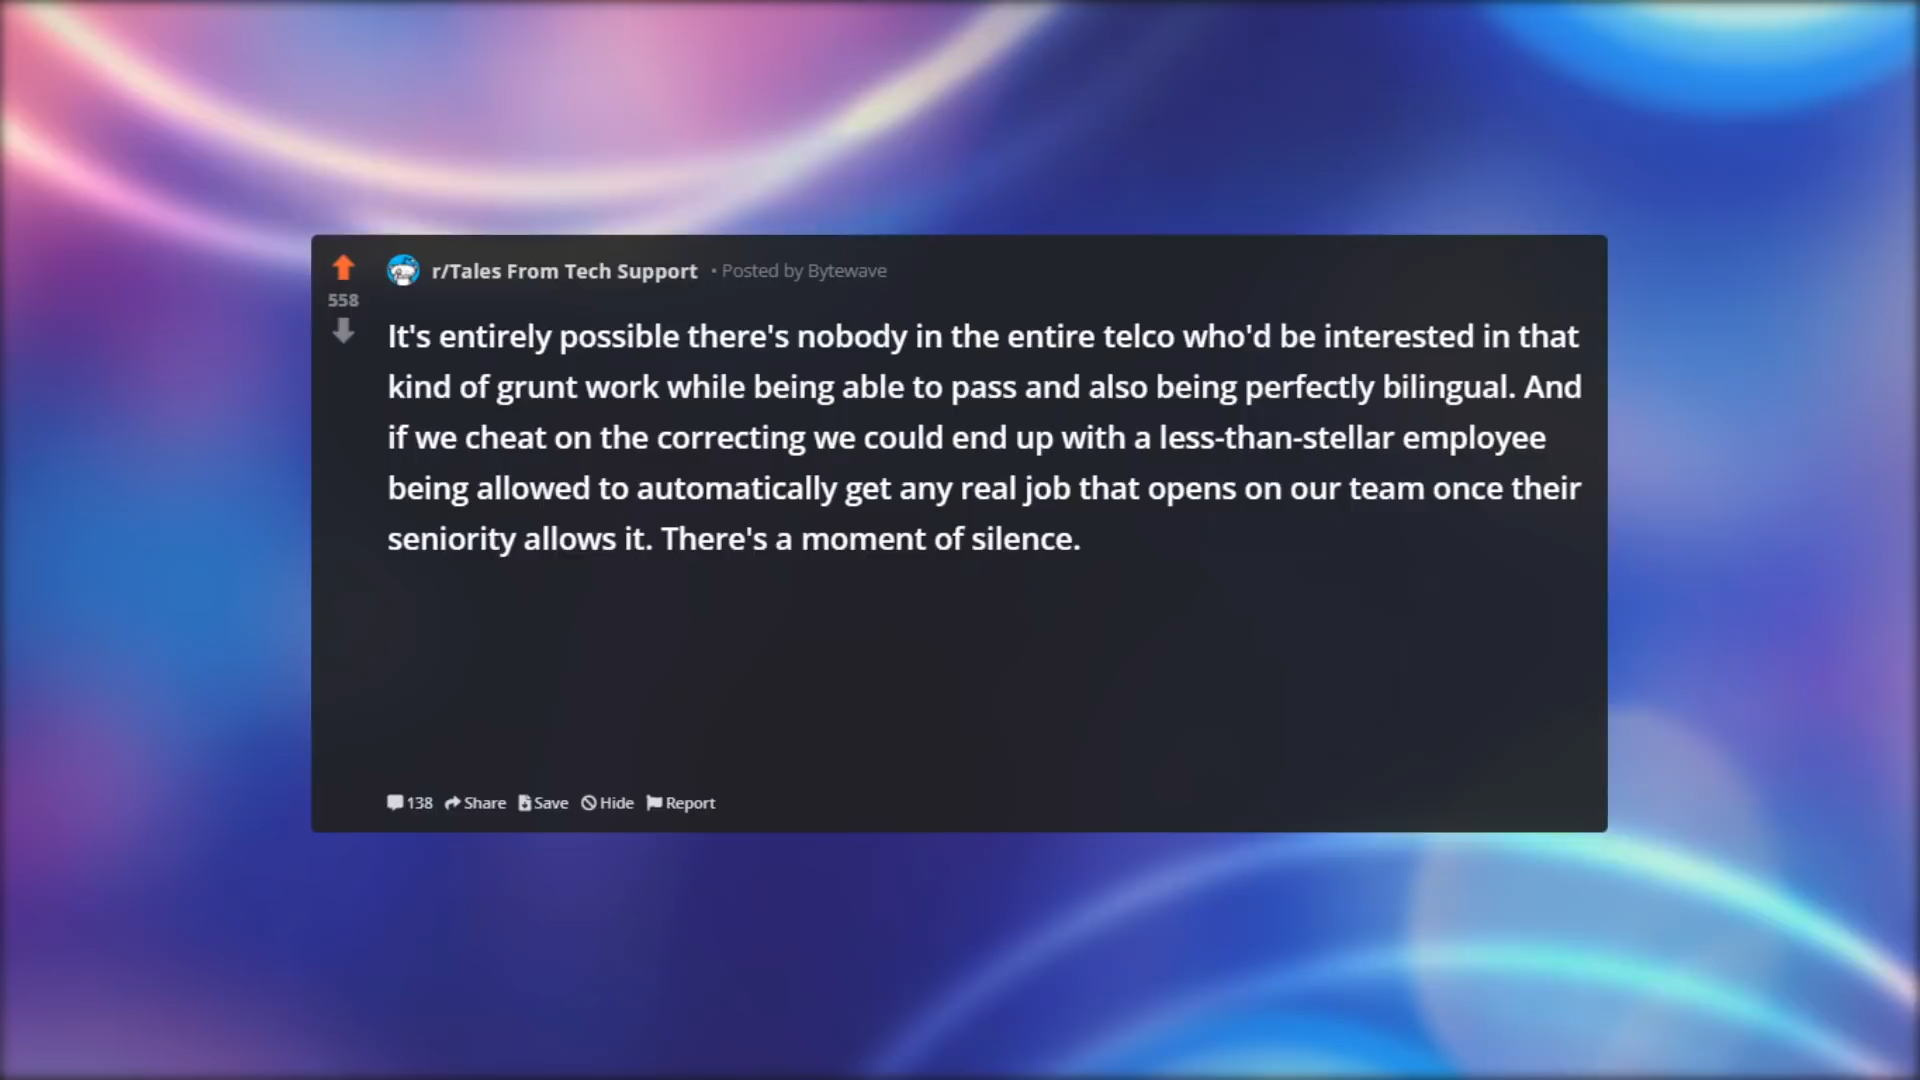 r/Tales From Tech Support • Posted by Bytewave
558
It's entirely possible there's nobody in the entire telco who'd be interested in that
kind of grunt work while being able to pass and also being perfectly bilingual. And
if we cheat on the correcting we could end up with a less-than-stellar employee
being allowed to automatically get any real job that opens on our team once their
seniority allows it. There's a moment of silence.
138 Share Save Hide Report